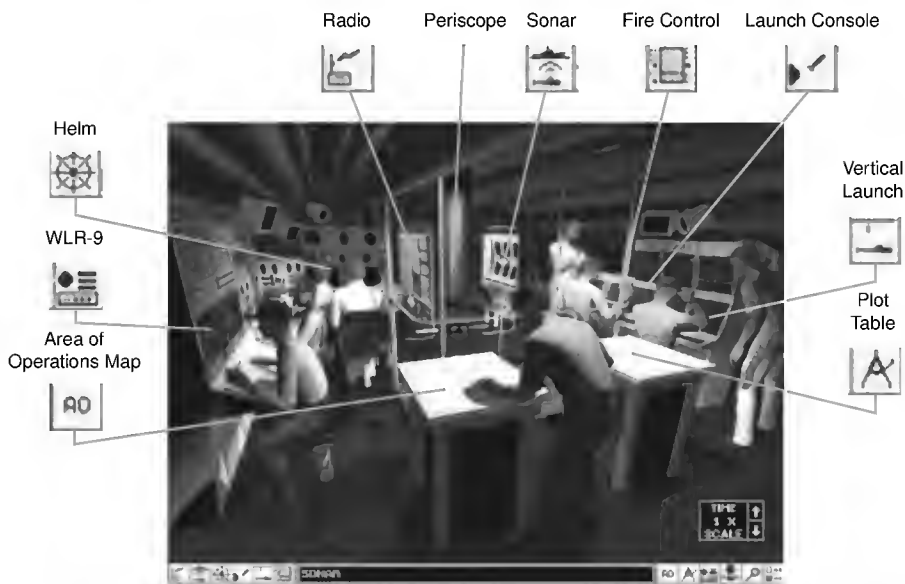 Radio
Periscope
Sonar
Fire Control
Launch Console
Helm
Vertical
Launch
WLR-9
Plot
Table
Area of
Operations Map
AO
TIME
1 X
SCALE
SONAR
AO